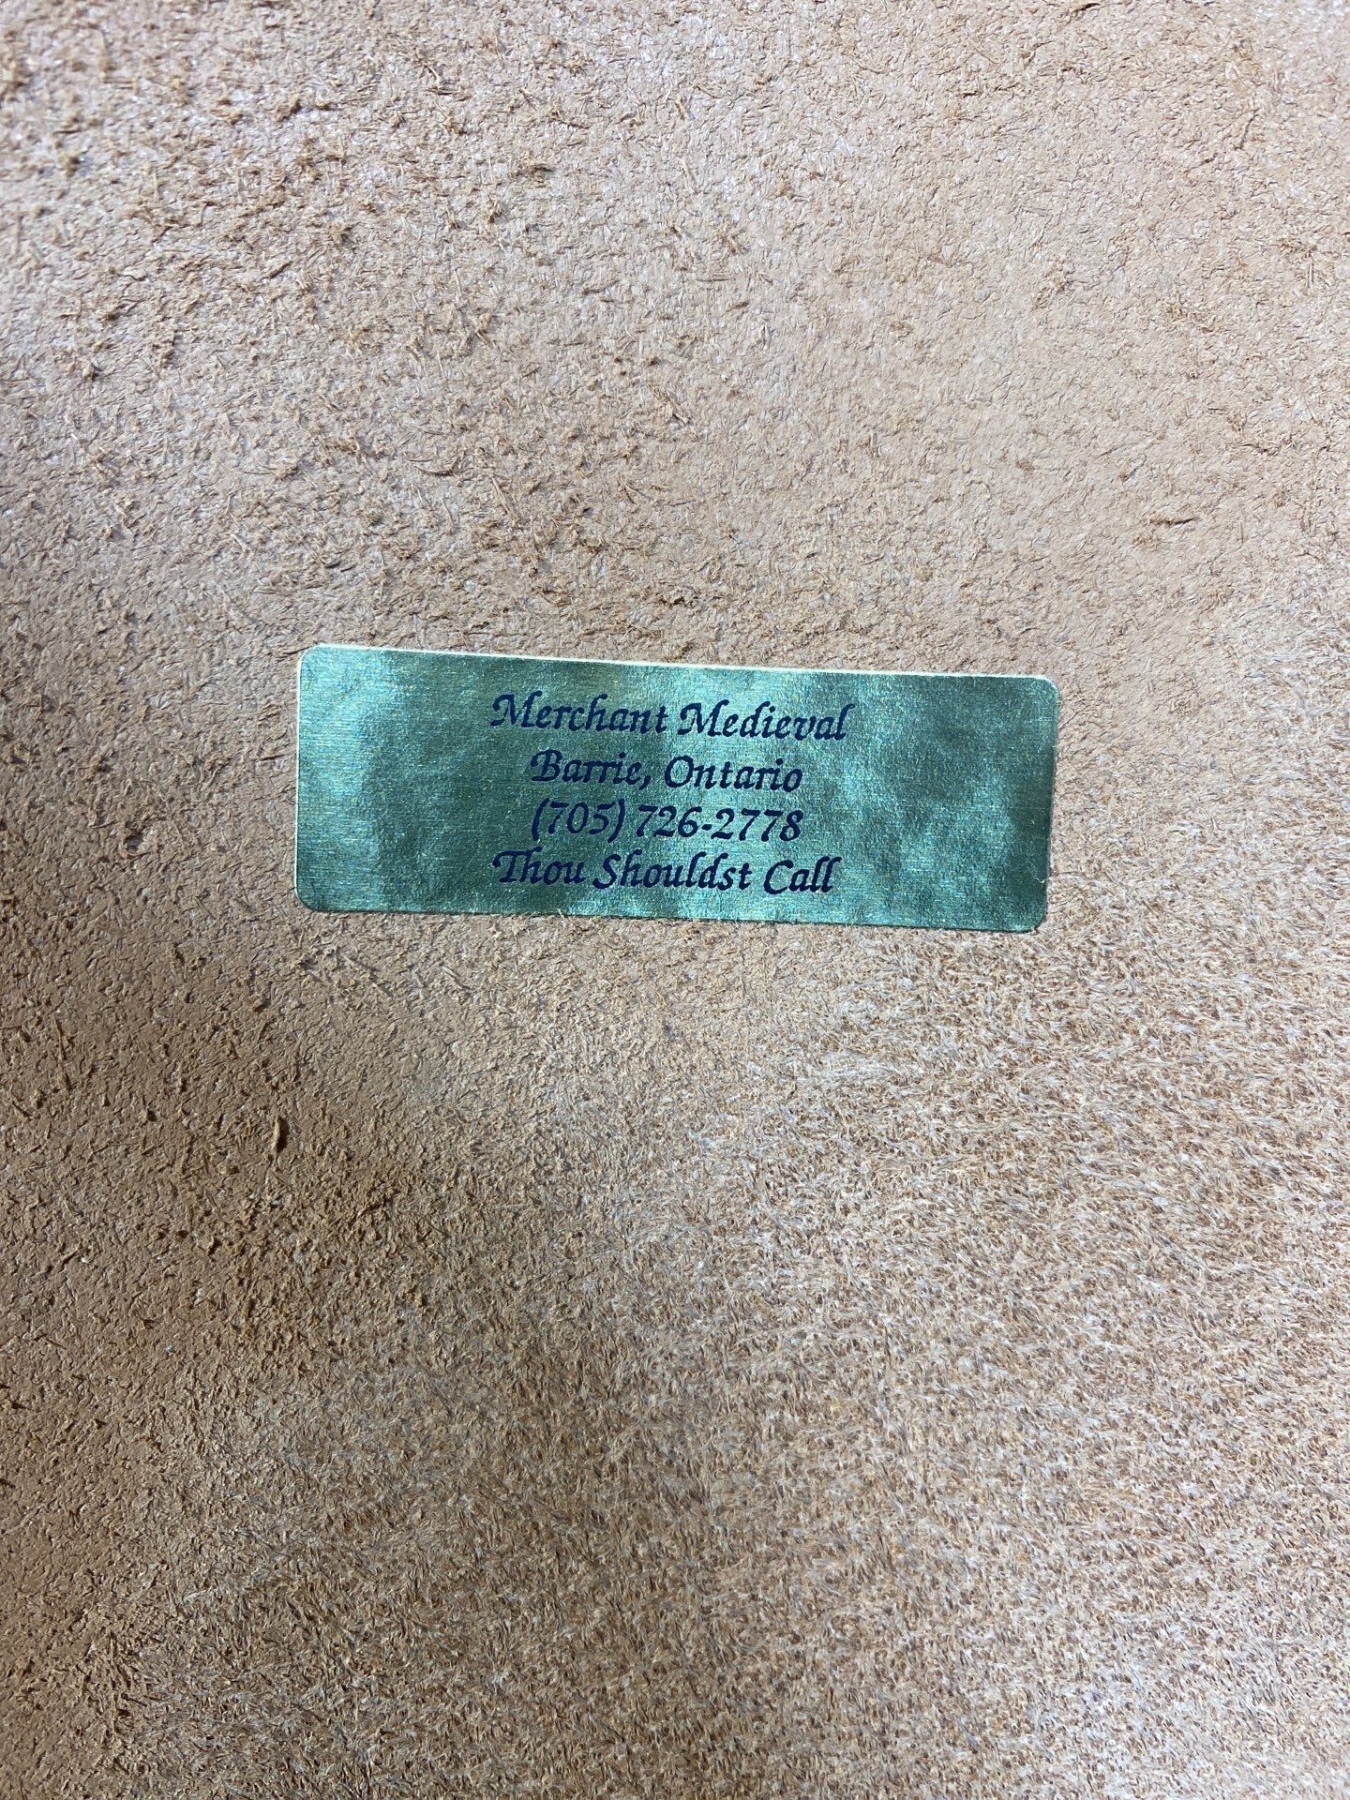 Merchant Medieval
Barrie, Ontario
(705) 726-2778
Thou Shouldst Call